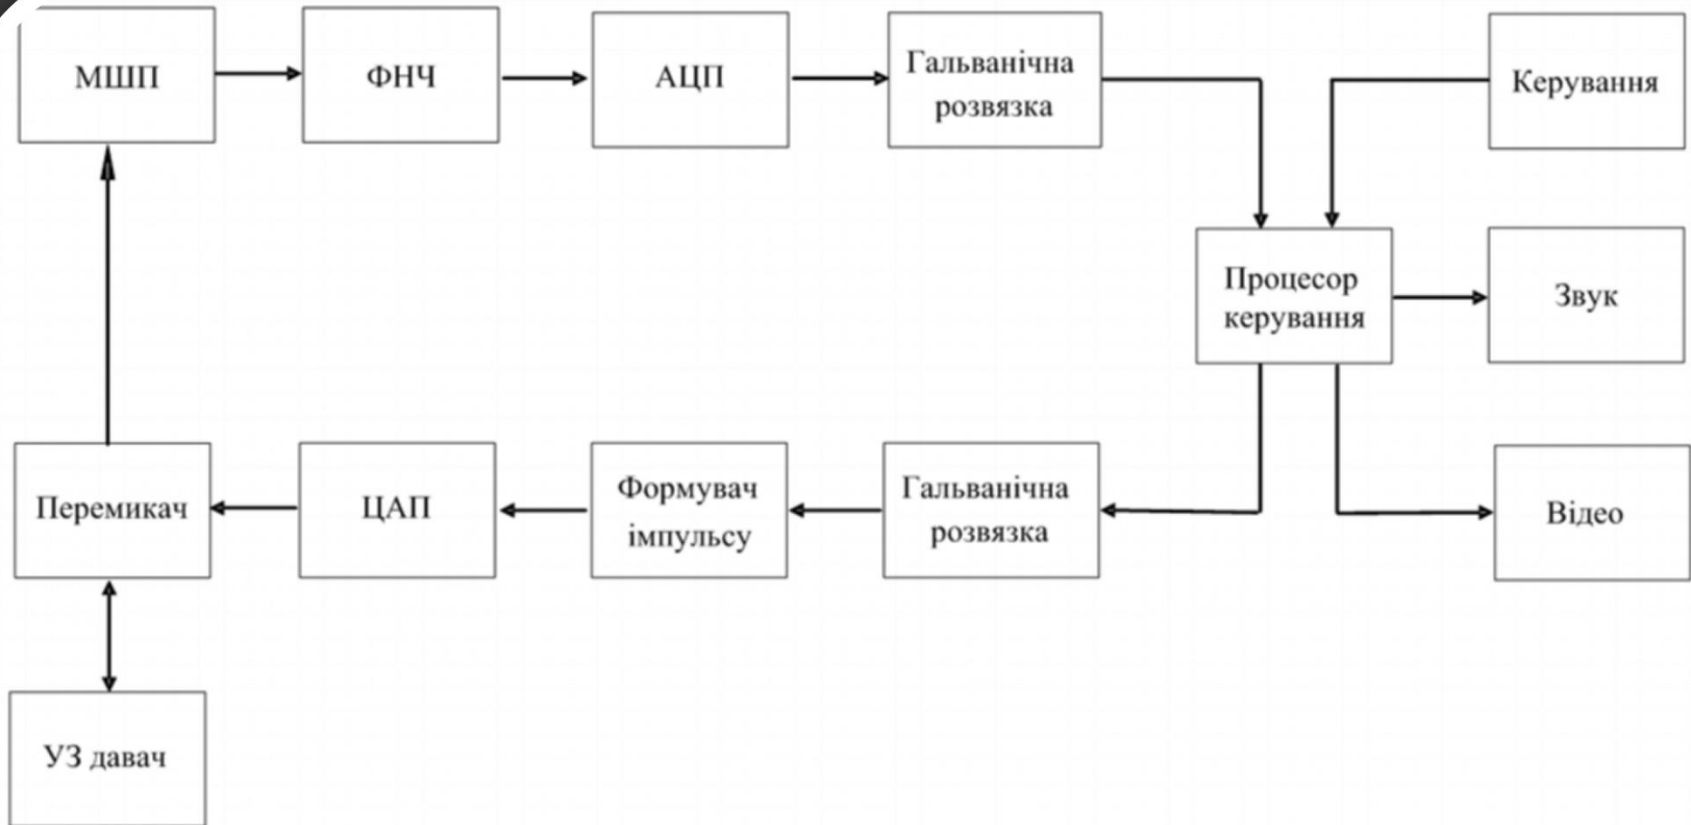 МШП
ФНЧ
АЦП
Гальванічна
розвязка
Керування
Процесор
керування
Звук
Перемикач
ЦАП
Формувач
імпульсу
Гальванічна
розвязка
Відео
УЗ давач